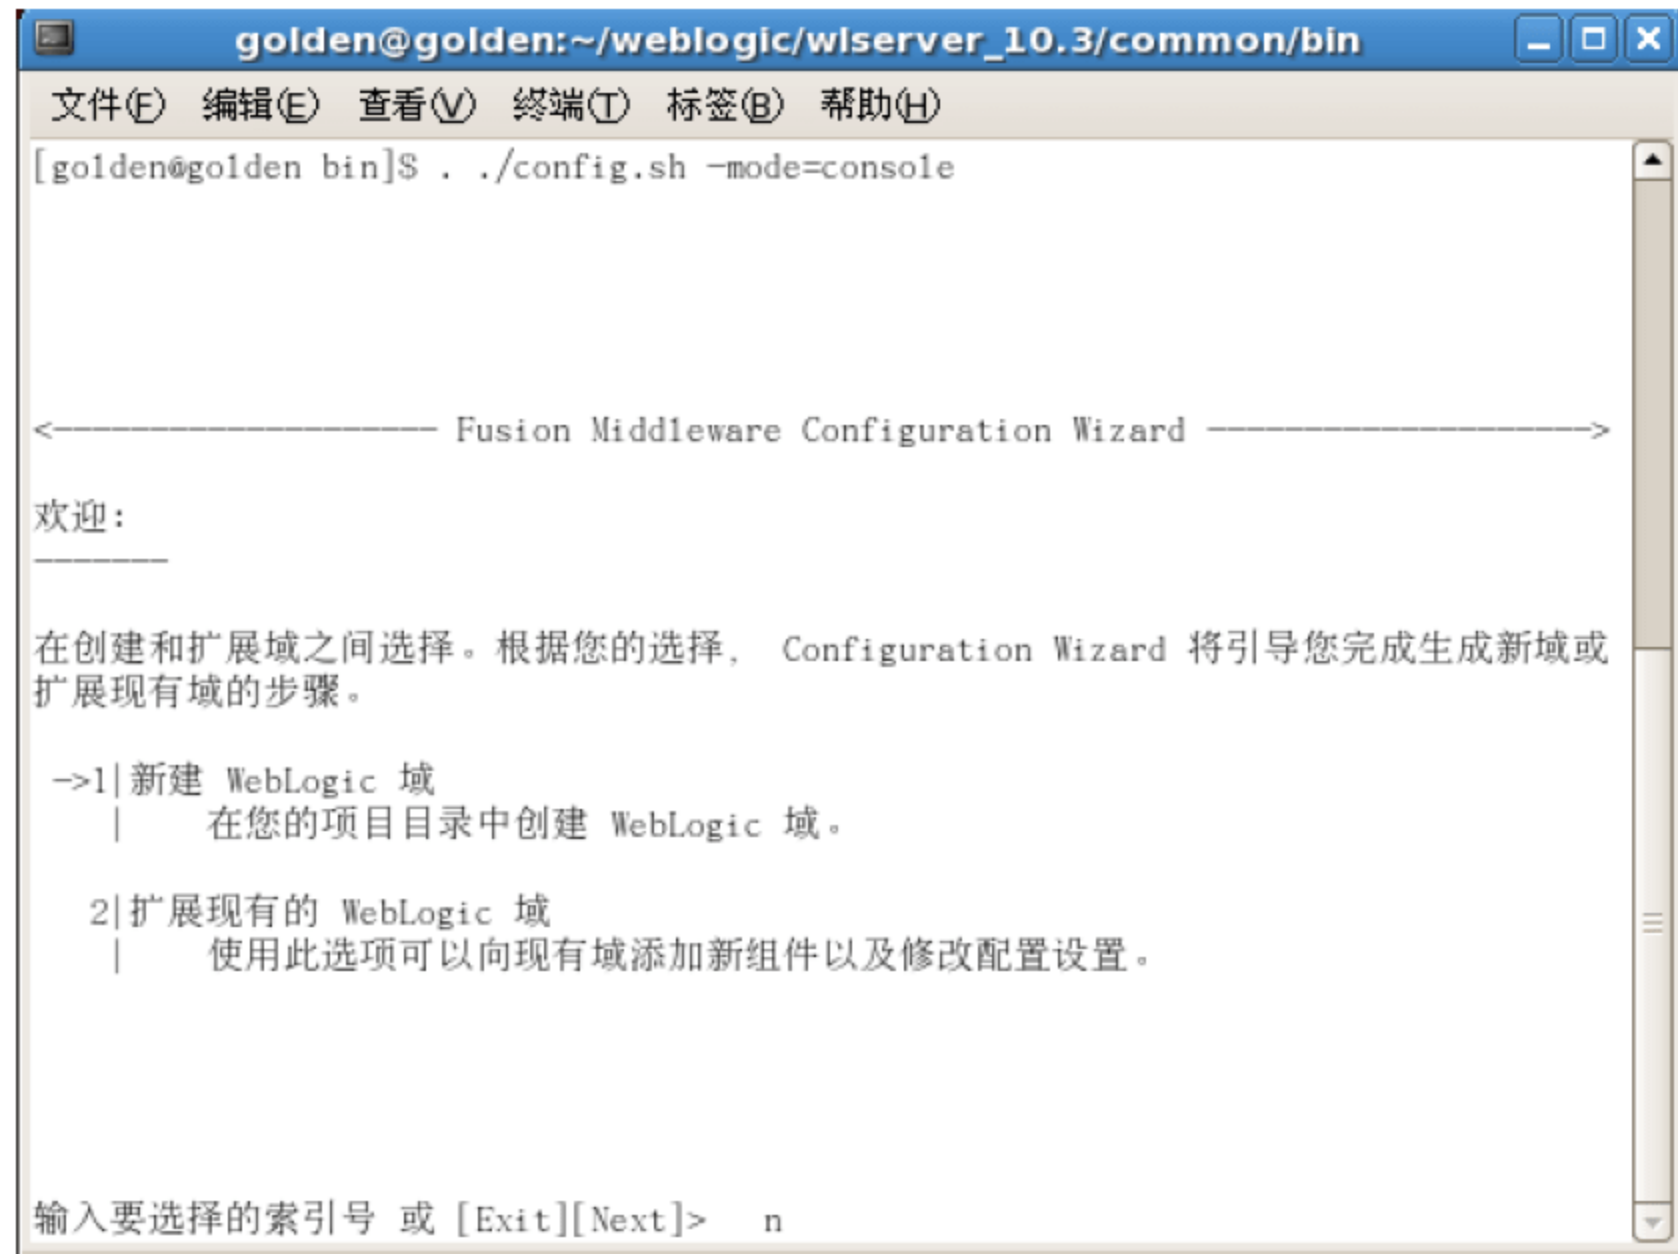 golden@golden:~/weblogic/wlserver_10.3/common/bin
文件(F) 编辑(E) 查看(V) 终端(T) 标签(B) 帮助(H)
[golden@golden bin]$ . ./config.sh -mode=console
<--------------------- Fusion Middleware Configuration Wizard -------------------->
欢迎:
-------
在创建和扩展域之间选择。根据您的选择, Configuration Wizard 将引导您完成生成新域或
扩展现有域的步骤。
->1|新建 WebLogic 域
|    在您的项目目录中创建 WebLogic 域。
2|扩展现有的 WebLogic 域
|    使用此选项可以向现有域添加新组件以及修改配置设置。
输入要选择的索引号 或 [Exit][Next]>   n